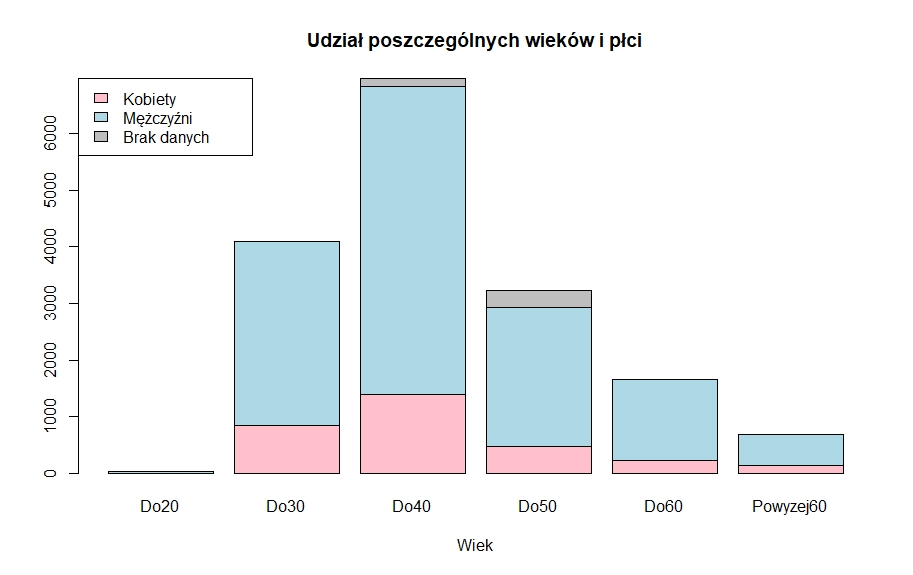 Udział poszczególnych wieków i płci
Kobiety
Mężczyźni
Brak danych
6000
5000
4000
3000
2000
1000
0
Do20 Do30 Do40 Do50 Do60 Powyzej60
Wiek